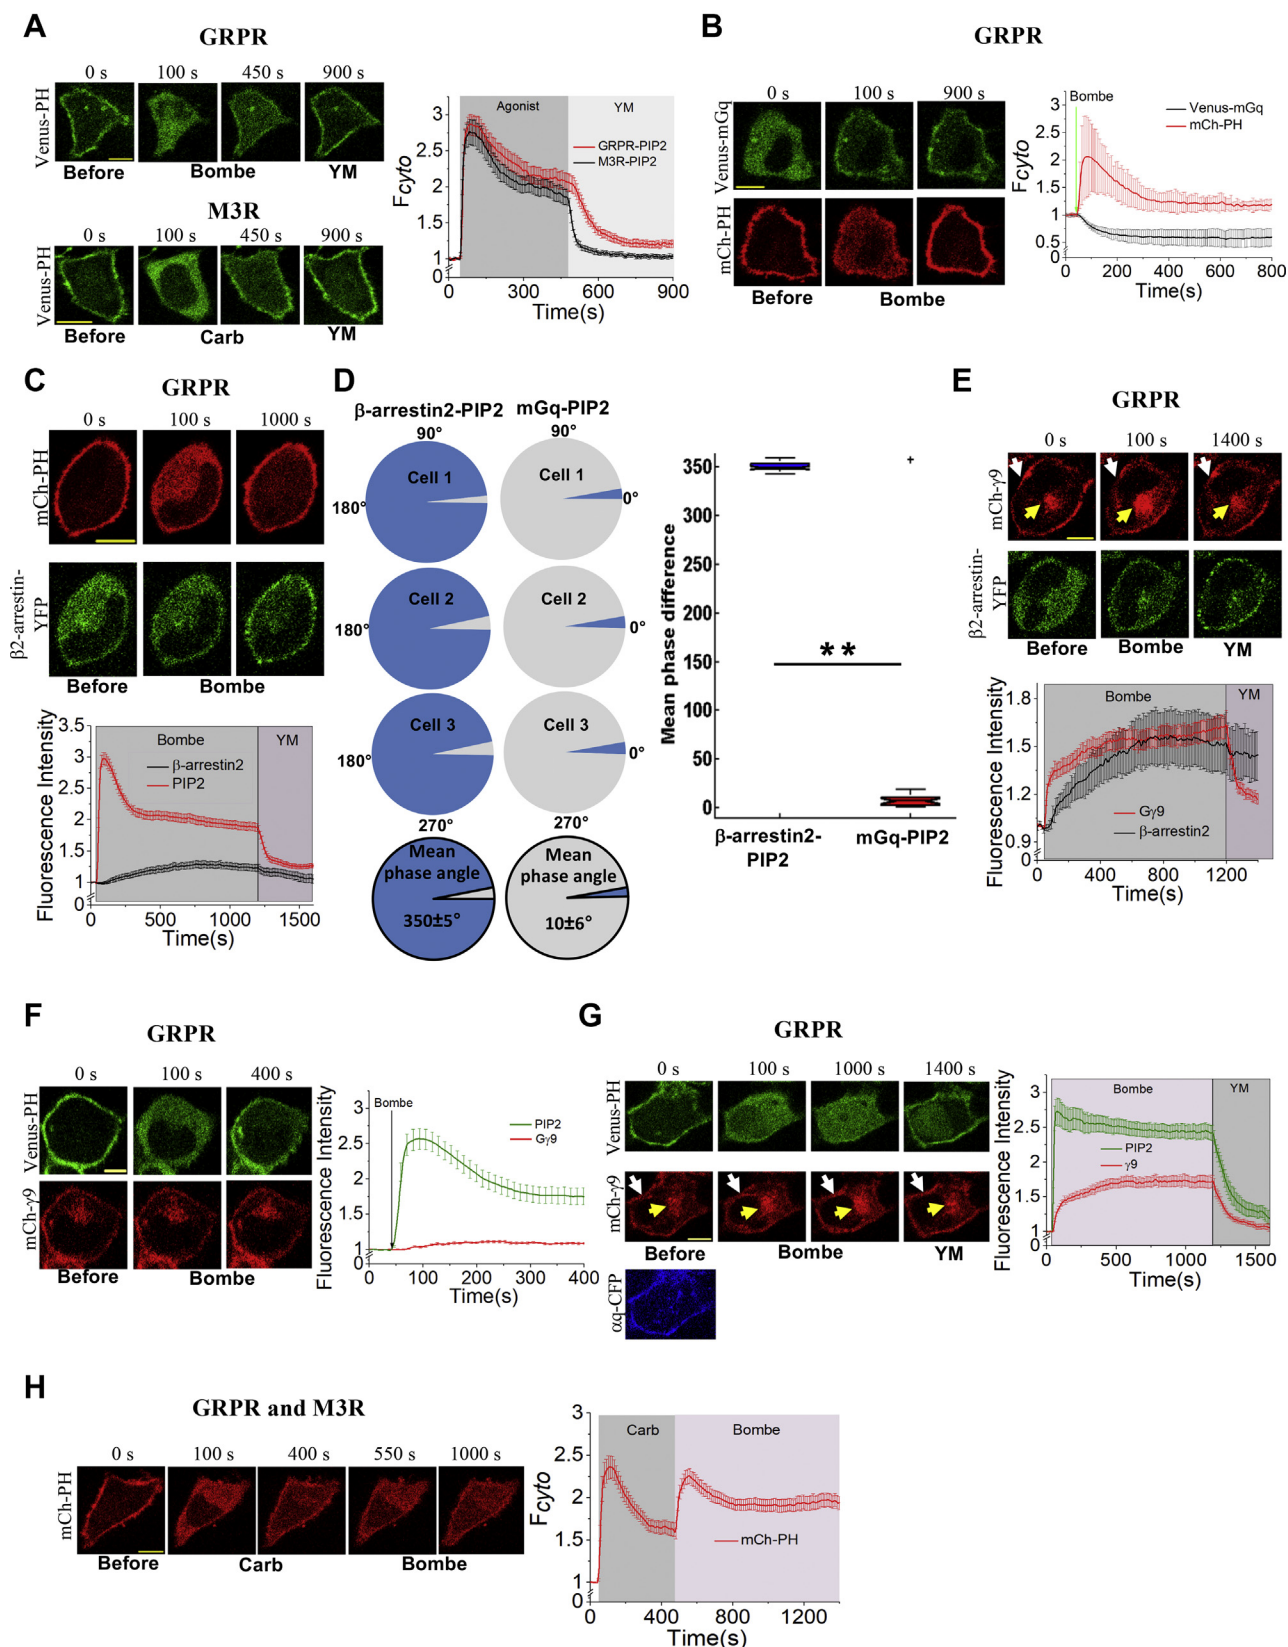 A
GRPR
0 s 100 s 450 s 900 s
Venus-PH
Before Bombe YM
M3R
0 s 100 s 450 s 900 s
Venus-PH
Before Carb YM
Fcyto
3
2.5
2
1.5
1
0
Agonist YM
GRPR-PIP2
M3R-PIP2
0 300 600 900
Time(s)
B
GRPR
0 s 100 s 900 s
Venus-mGq
mCh-PH
Before Bombe
Fcyto
3
2.5
2
1.5
1
0.5
0
Bombe
Venus-mGq
mCh-PH
0 200 400 600 800
Time(s)
C
GRPR
0 s 100 s 1000 s
mCh-PH
β2-arrestin-
YFP
Before Bombe
Fluorescence Intensity
3.5
3
2.5
2
1.5
1
0
Bombe YM
β-arrestin2
PIP2
0 500 1000 1500
Time(s)
D
β-arrestin2-PIP2 mGq-PIP2
90° 90°
Cell 1 Cell 1
180° 0°
Cell 2 Cell 2
180° 0°
Cell 3 Cell 3
180° 0°
270° 270°
Mean Mean
phase angle phase angle
350±5° 10±6°
Mean phase difference
350
300
250
200
150
100
50
0
**
β-arrestin2-
PIP2
mGq-PIP2
E
GRPR
0 s 100 s 1400 s
mCh-γ9
β2-arrestin-
YFP
Before Bombe YM
Fluorescence Intensity
1.8
1.5
1.2
0.9
0
Bombe YM
Gγ9
β-arrestin2
0 400 800 1200
Time(s)
F
GRPR
0 s 100 s 400 s
Venus-PH
mCh-γ9
Before Bombe
Fluorescence Intensity
3
2.5
2
1.5
1
0
Bombe
PIP2
Gγ9
0 100 200 300 400
Time(s)
G
GRPR
0 s 100 s 1000 s 1400 s
Venus-PH
mCh-γ9
Before Bombe YM
αq-CFP
Fluorescence Intensity
3
2.5
2
1.5
1
0
Bombe YM
PIP2
γ9
0 500 1000 1500
Time(s)
H
GRPR and M3R
0 s 100 s 400 s 550 s 1000 s
mCh-PH
Before Carb Bombe
Fcyto
3
2.5
2
1.5
1
0
Carb Bombe
mCh-PH
0 400 800 1200
Time(s)